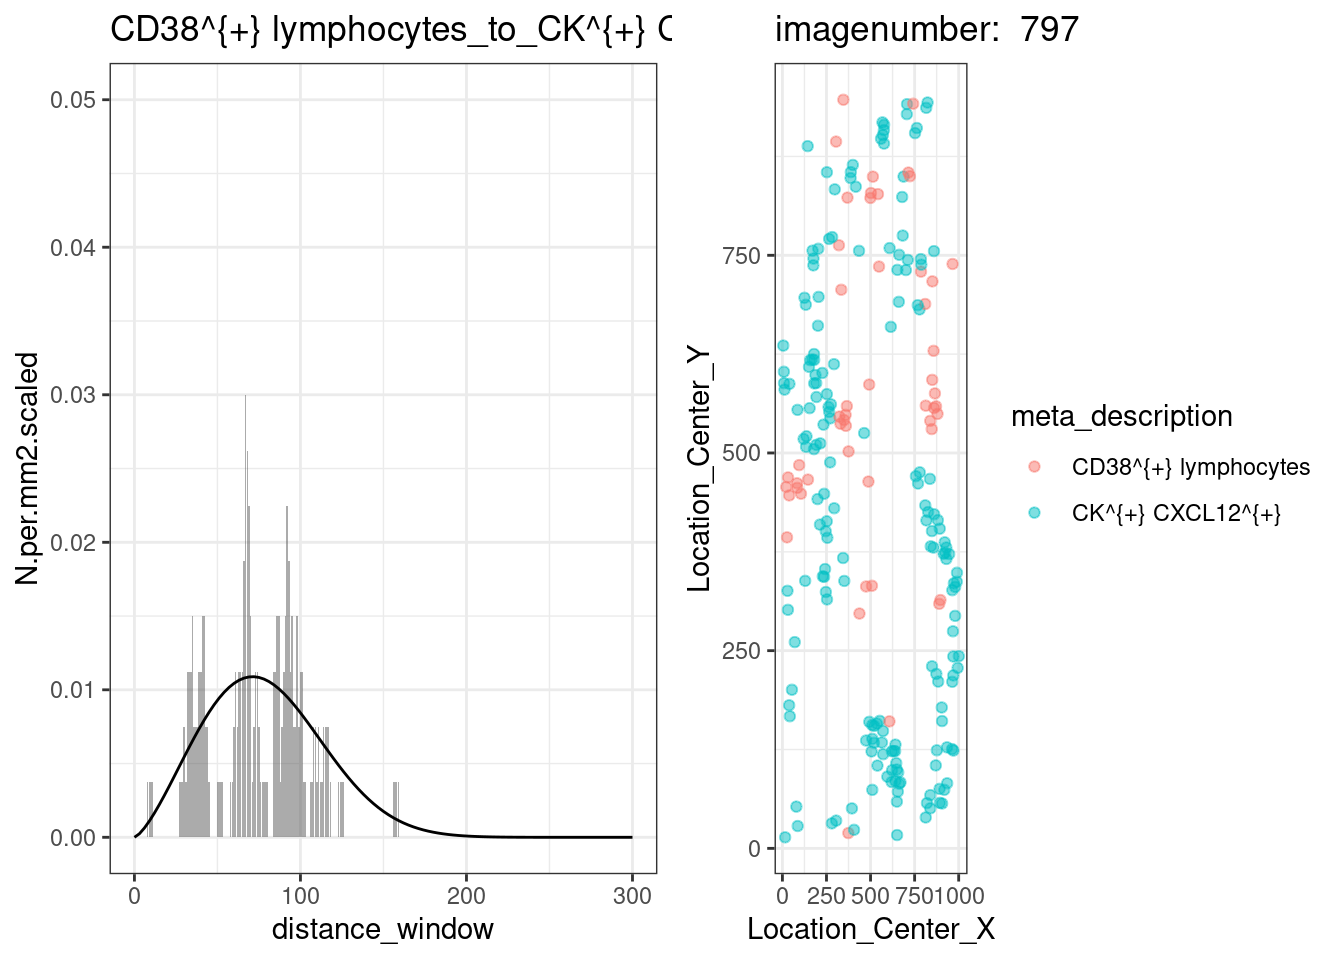 CD38^{+} lymphocytes_to_CK^{+} C
imagenumber:  797
0.05
0.04
0.03
0.02
0.01
0.00
N.per.mm2.scaled
0
100
200
300
distance_window
750
500
250
0
Location_Center_Y
0
250
500
750
1000
Location_Center_X
meta_description
CD38^{+} lymphocytes
CK^{+} CXCL12^{+}